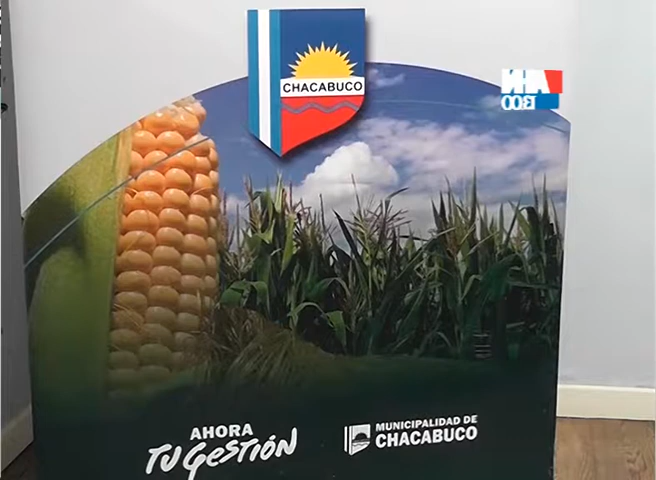 CHACABUCO
AHORA
TU GESTIÓN
MUNICIPALIDAD DE
CHACABUCO